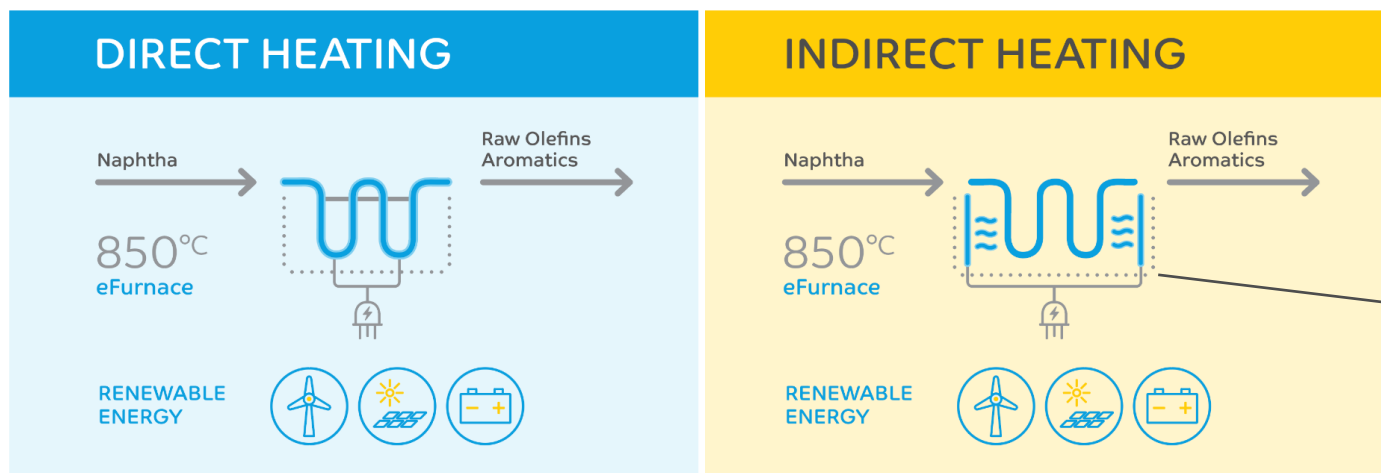 DIRECT HEATING
Naphtha
Raw Olefins
Aromatics
850°C
eFurnace
RENEWABLE
ENERGY
INDIRECT HEATING
Naphtha
Raw Olefins
Aromatics
850°C
eFurnace
RENEWABLE
ENERGY